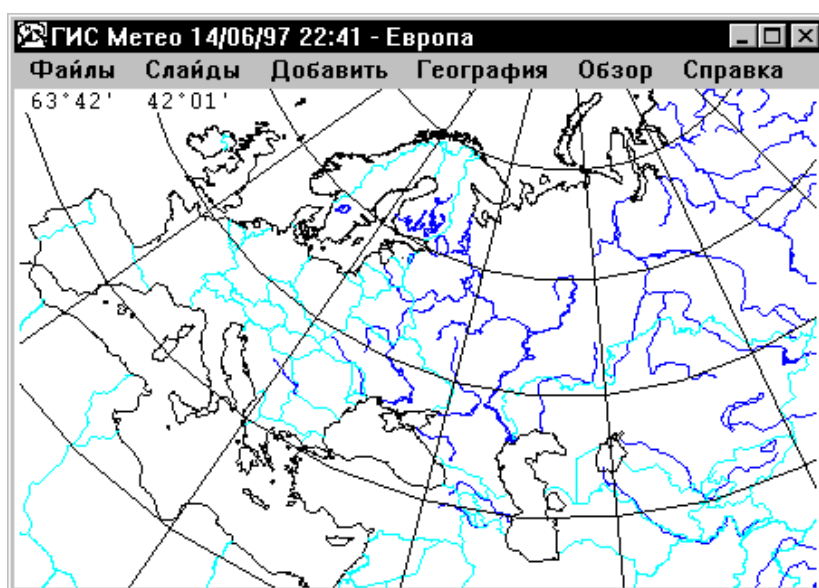 ГИС Метео 14/06/97 22:41 - Европа
Файлы Слайды Добавить География Обзор Справка
63°42' 42°01'